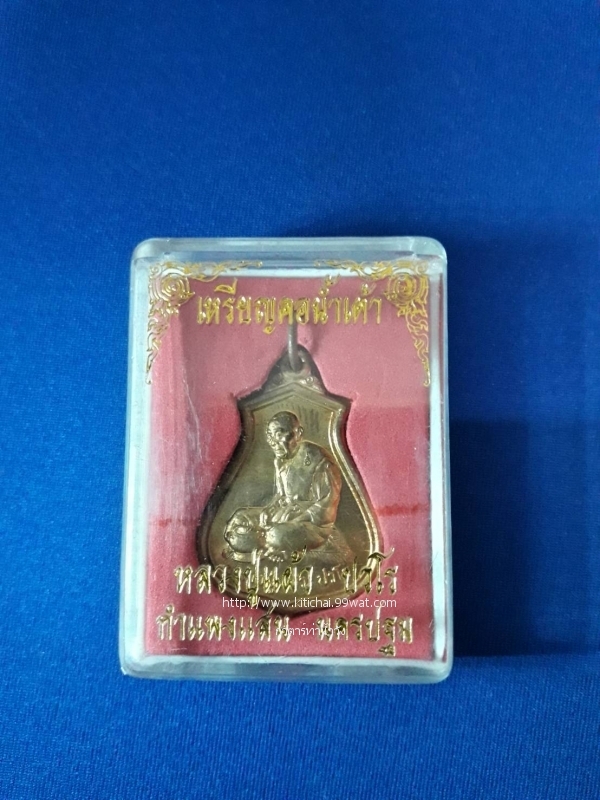 เหรียญคอน้ำเต้า
หลวงปู่แผ้ว ปวโร
http://www.kitichai.99wat.com/
กำแพงแสน นครปฐม